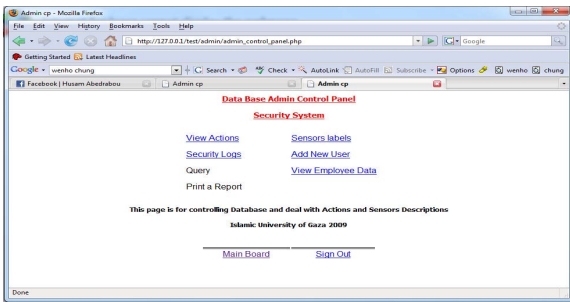 Admin cp - Mozilla Firefox
File Edit View History Bookmarks Tools Help
http://127.0.0.1/test/admin/admin_control_panel.php Google
Getting Started Latest Headlines
Google wenho chung Search Check AutoLink AutoFill Subscribe Options wenho chung
Facebook | Husam Abedrabou Admin cp Admin cp
Data Base Admin Control Panel
Security System
View Actions Sensors labels
Security Logs Add New User
Query View Employee Data
Print a Report
This page is for controlling Database and deal with Actions and Sensors Descriptions
Islamic University of Gaza 2009
Main Board Sign Out
Done